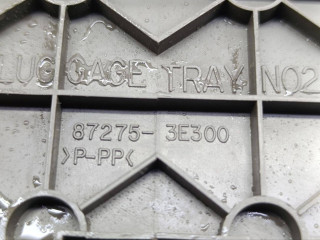 LUGGAGE TRAY NO2
87275-3E300
>P-PP<